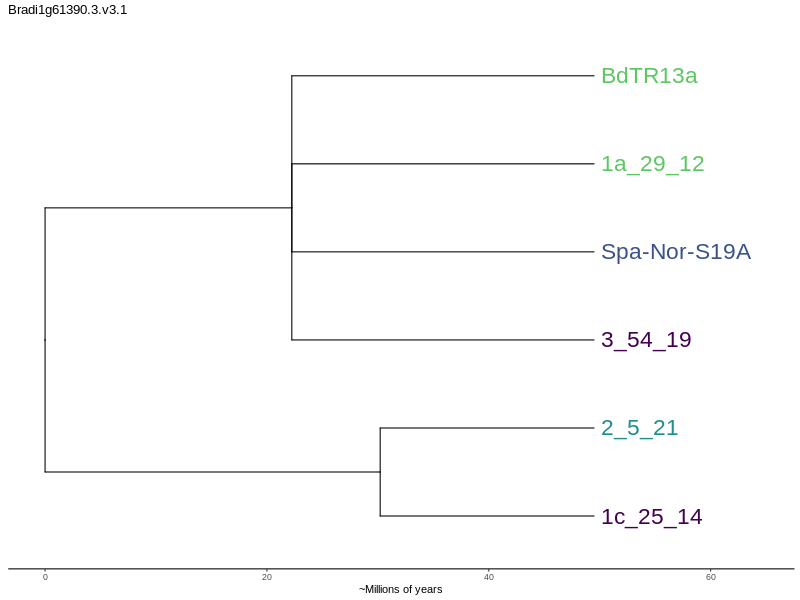 Bradi1g61390.3.v3.1
BdTR13a
1a_29_12
Spa-Nor-S19A
3_54_19
2_5_21
1c_25_14
0 20 40 60
~Millions of years